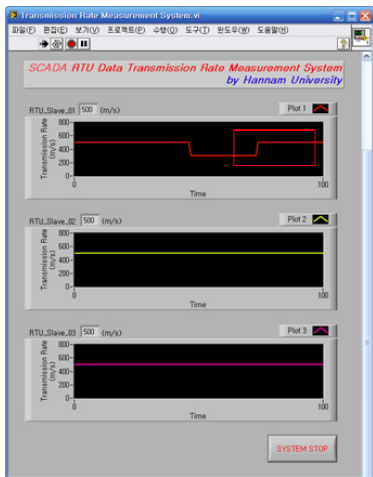 Transmission Rate Measurement System.vi
파일(F) 편집(E) 보기(V) 프로젝트(P) 수행(O) 도구(T) 윈도우(W) 도움말(H)
SCADA RTU Data Transmission Rate Measurement System
by Hannam University
RTU_Slave_01 500 (m/s)
Plot 1
Transmission Rate
(m/s)
800-
600-
400-
200-
0-
0
100
Time
RTU_Slave_02 500 (m/s)
Plot 2
Transmission Rate
(m/s)
800-
600-
400-
200-
0-
0
100
Time
RTU_Slave_03 500 (m/s)
Plot 3
Transmission Rate
(m/s)
800-
600-
400-
200-
0-
0
100
Time
SYSTEM STOP